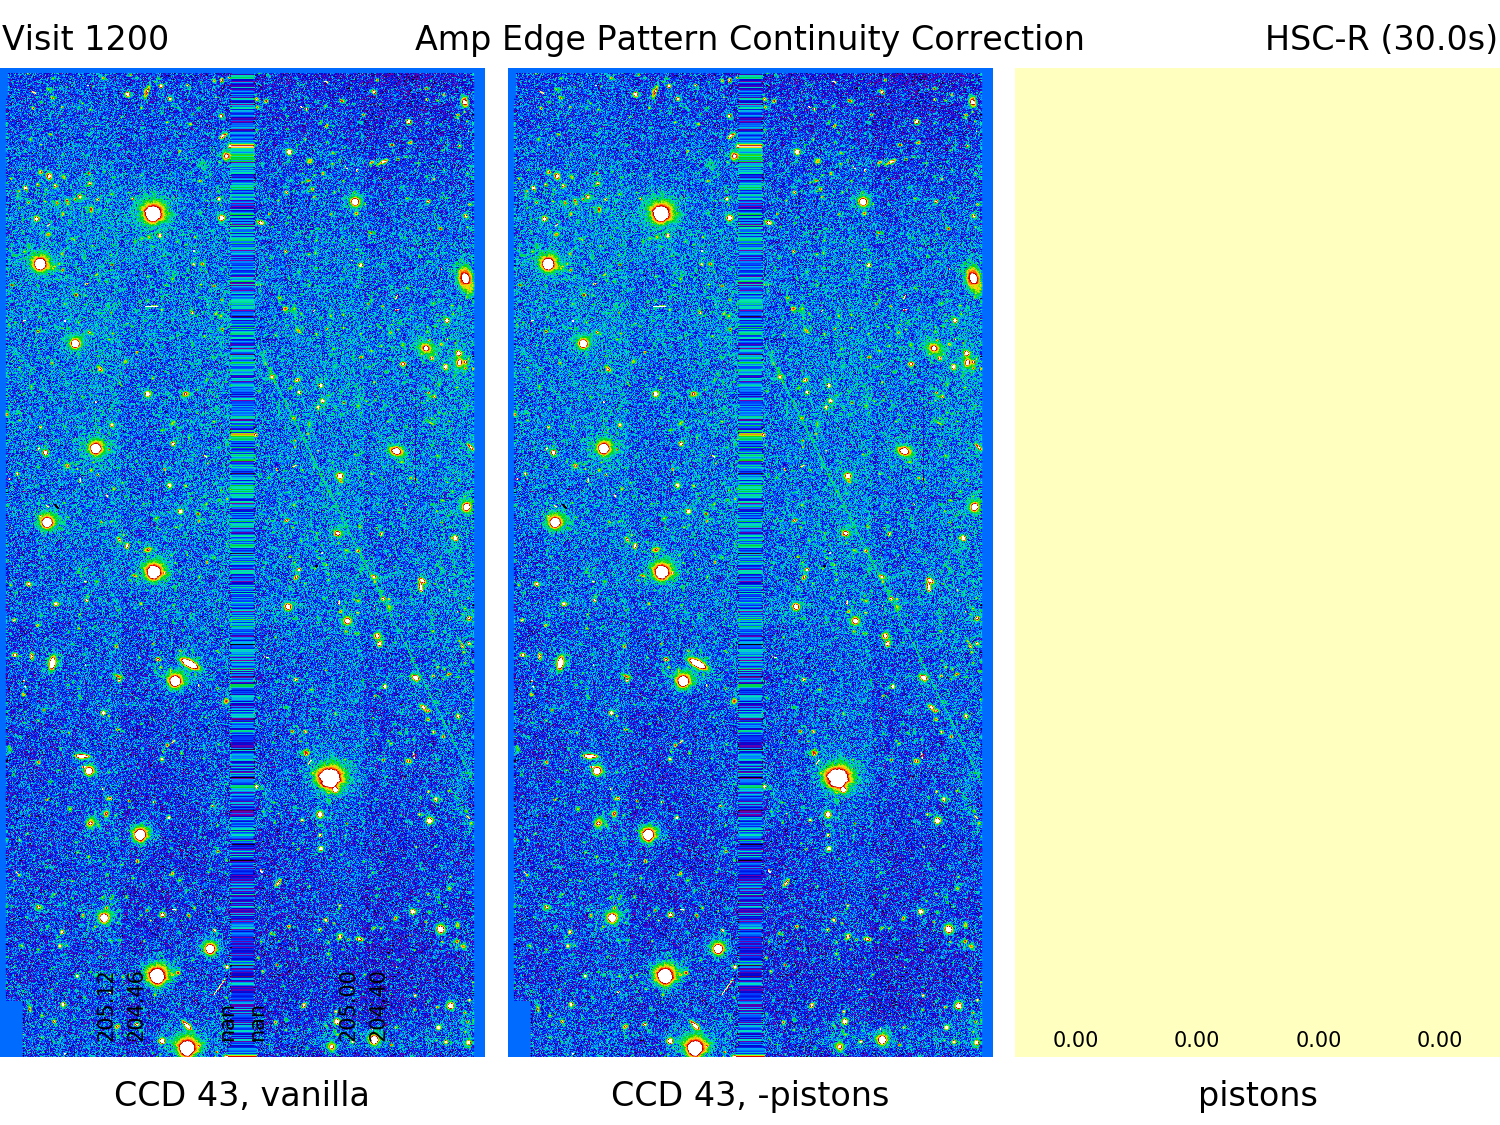 Visit 1200
Amp Edge Pattern Continuity Correction
HSC-R (30.0s)
205.12
204.46
nan
nan
205.00
204.40
0.00
0.00
0.00
0.00
CCD 43, vanilla
CCD 43, -pistons
pistons